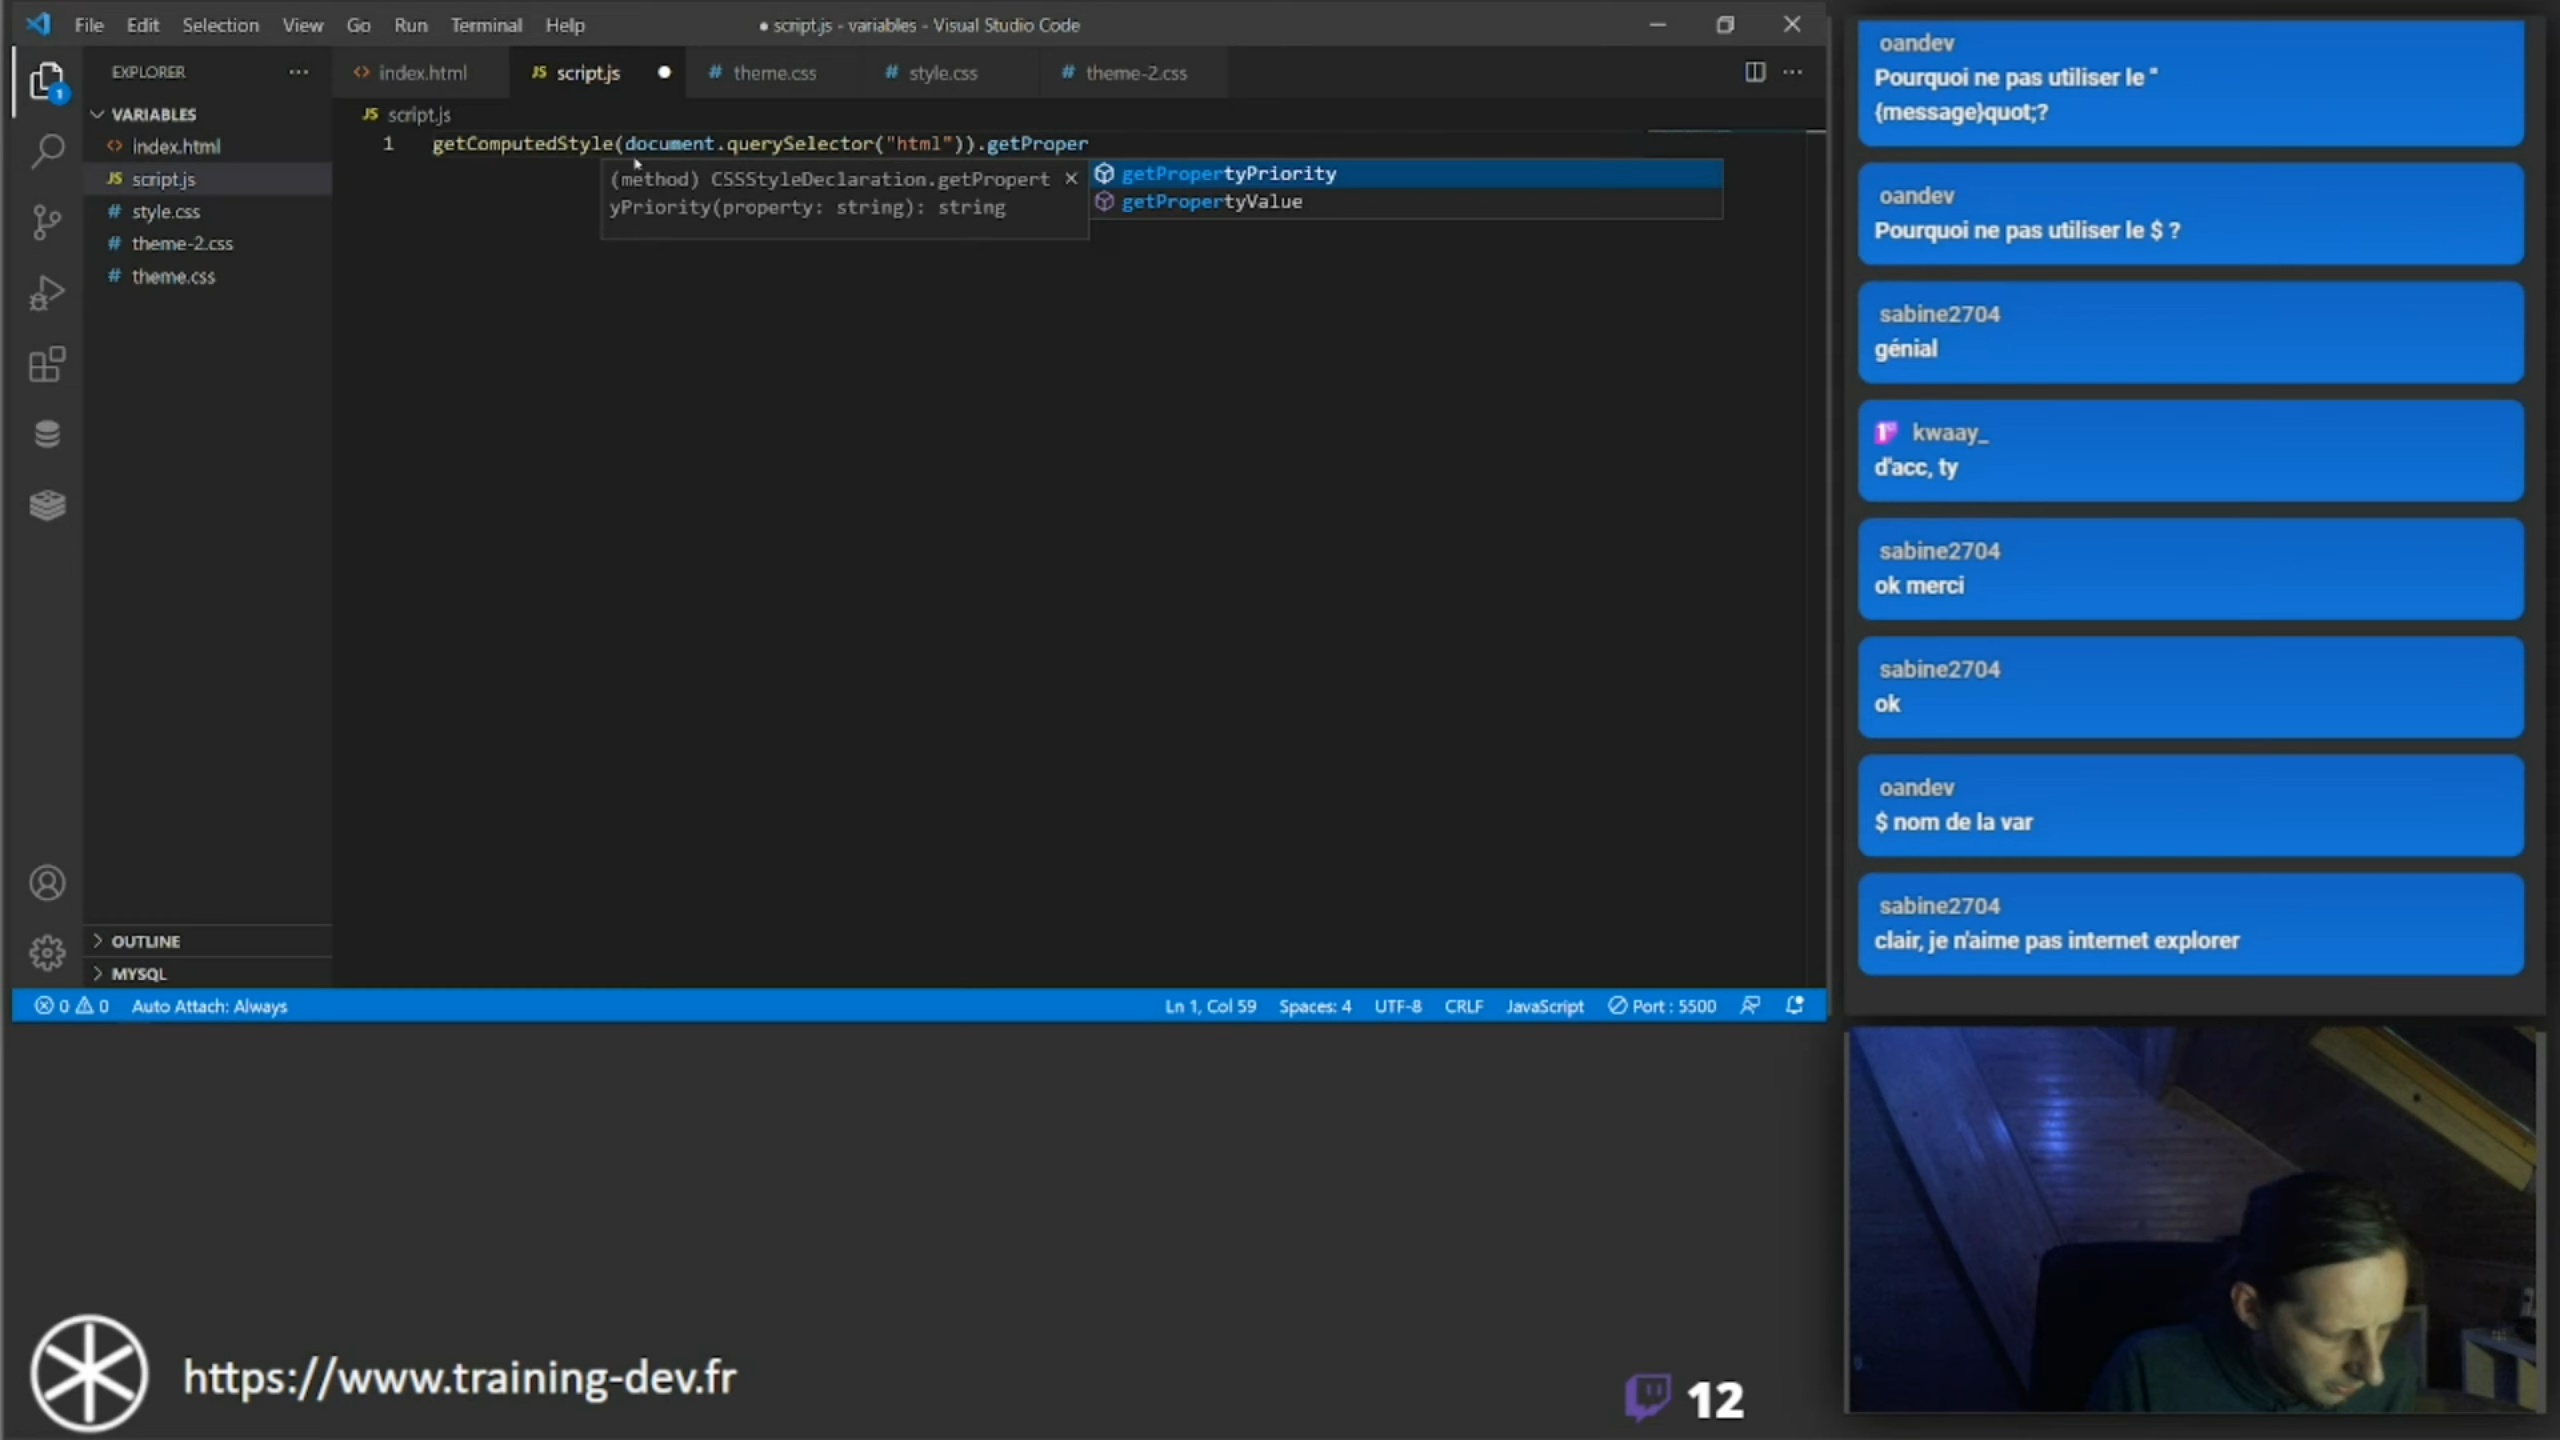 File Edit Selection View Go Run Terminal Help
● script.js - variables - Visual Studio Code
EXPLORER
VARIABLES
index.html
JS script.js
# style.css
# theme-2.css
# theme.css
OUTLINE
MYSQL
1
<> index.html
JS script.js
# theme.css
# style.css
# theme-2.css
JS script.js
1 getComputedStyle(document.querySelector("html")).getProper
(method) CSSStyleDeclaration.getPropert
yPriority(property: string): string
getPropertyPriority
getPropertyValue
0 0 Auto Attach: Always
Ln 1, Col 59 Spaces: 4 UTF-8 CRLF JavaScript Port : 5500
oandev
Pourquoi ne pas utiliser le "
{message}quot;?
oandev
Pourquoi ne pas utiliser le $ ?
sabine2704
génial
kwaay_
d'acc, ty
sabine2704
ok merci
sabine2704
ok
oandev
$ nom de la var
sabine2704
clair, je n'aime pas internet explorer
https://www.training-dev.fr
12